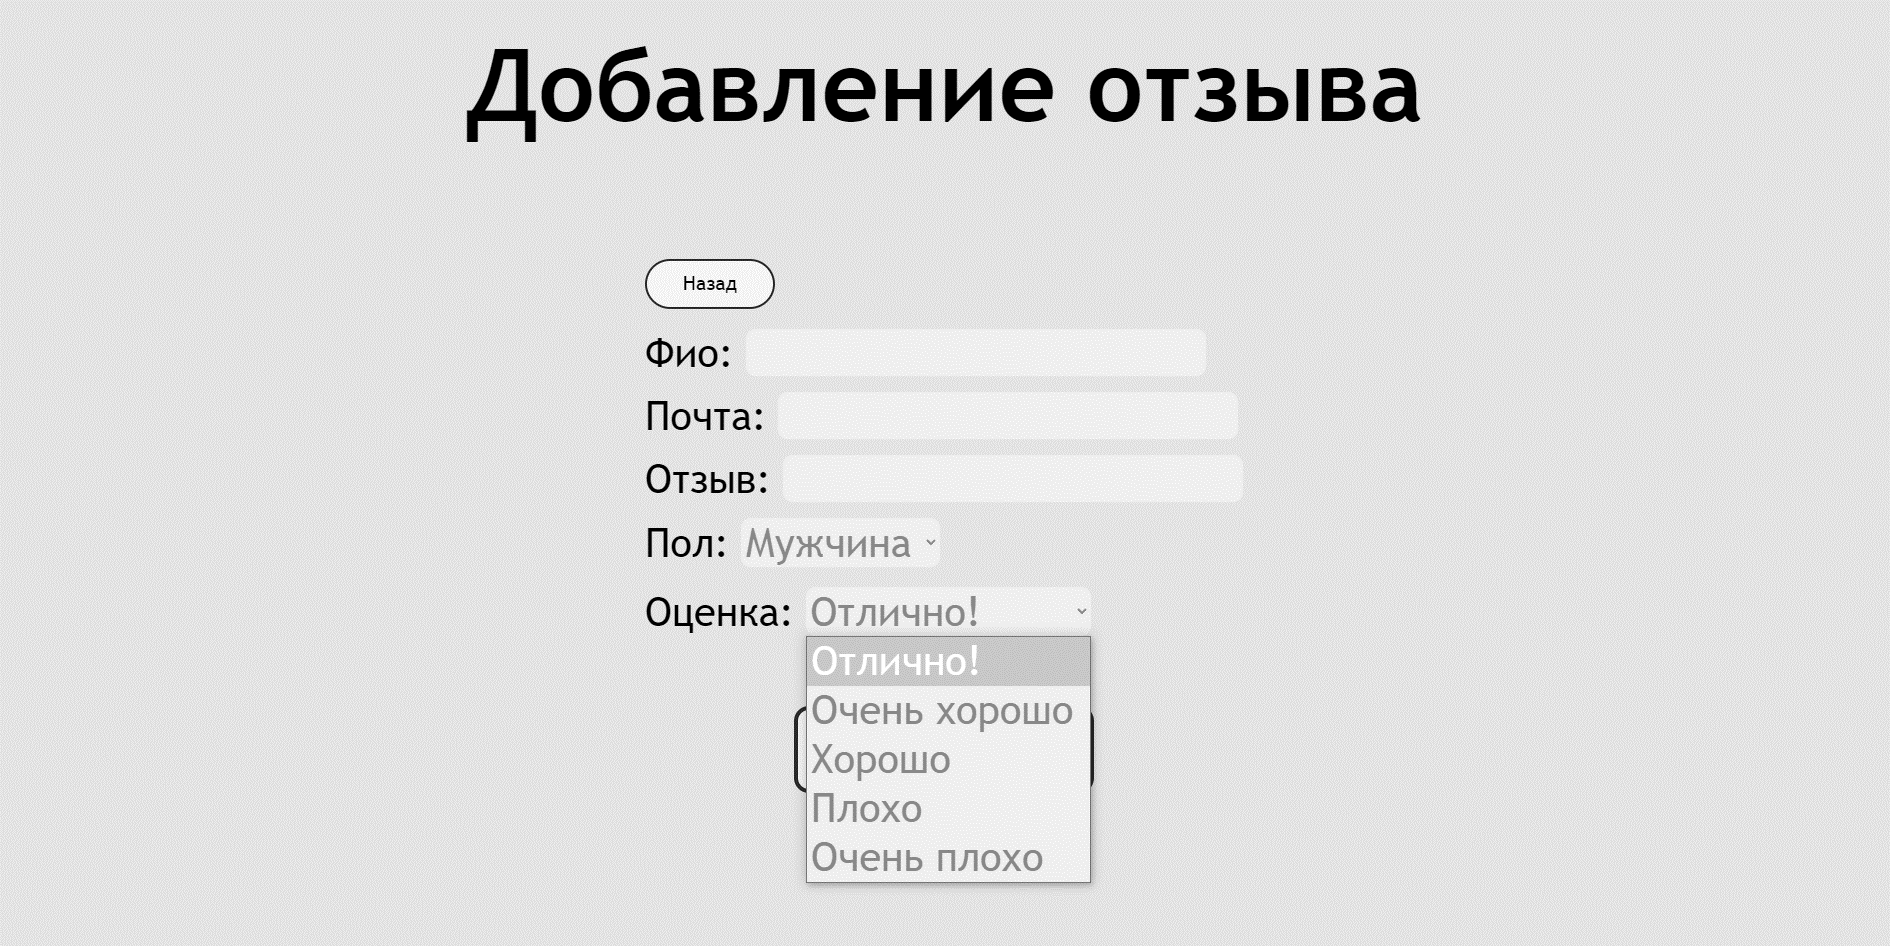 Добавление отзыва
Назад
Фио:
Почта:
Отзыв:
Пол: Мужчина
Оценка: Отлично!
Отлично!
Очень хорошо
Хорошо
Плохо
Очень плохо